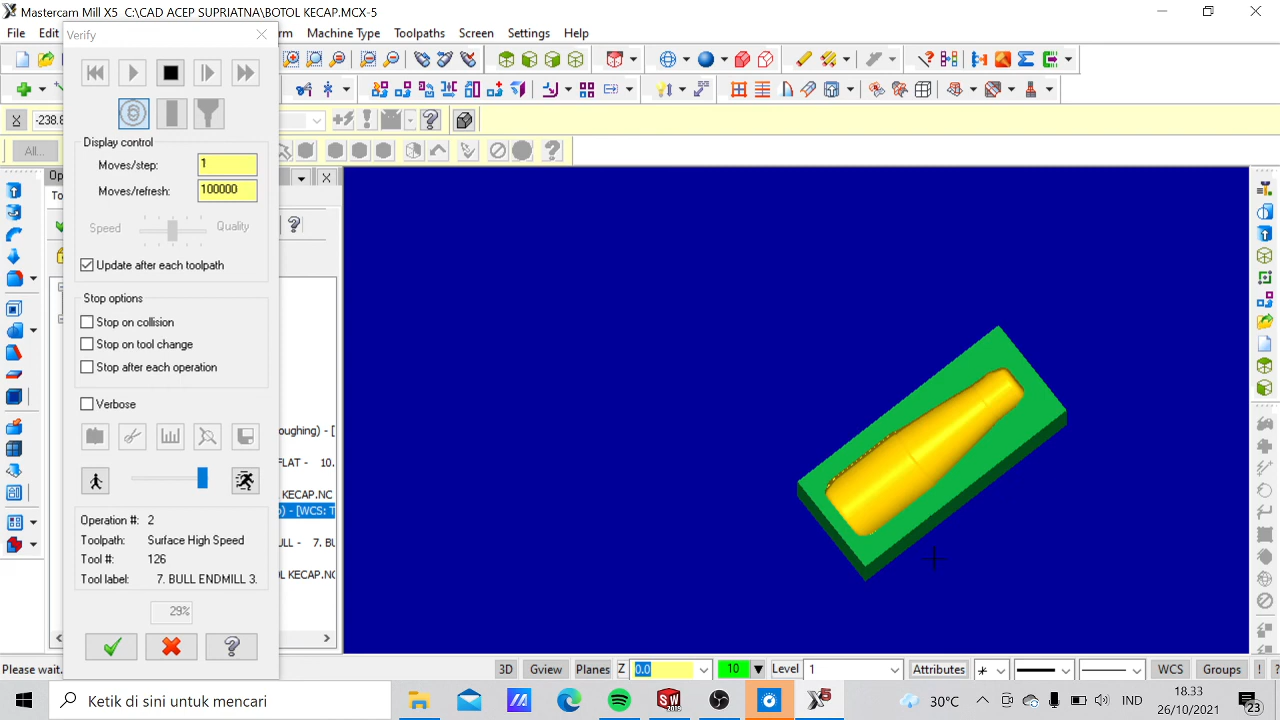 Mastercam Mill X5 C:\CAD ACEP SUPRIATNA\BOTOL KECAP.MCX-5
File Edit rm Machine Type Toolpaths Screen Settings Help
Verify
-238.8
All...
Display control
Moves/step: 1
Moves/refresh: 100000
Speed Quality
Update after each toolpath
Stop options
Stop on collision
Stop on tool change
Stop after each operation
Verbose
oughing) - [
FLAT - 10.
KECAP.NC
) - [WCS: T
ULL - 7. B
L KECAP.NC
Operation #: 2
Toolpath: Surface High Speed
Tool #: 126
Tool label: 7. BULL ENDMILL 3.
29%
Please wait.
3D Gview Planes Z 0.0 10 Level 1 Attributes WCS Groups
Ketik di sini untuk mencari
30°C IND 18.33
26/10/2021 23